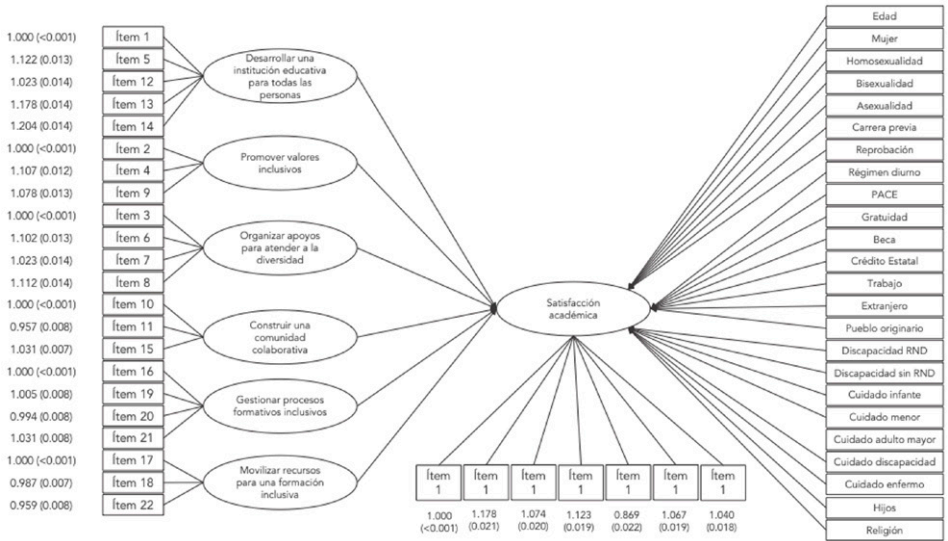 1.000 (<0.001) Ítem 1
1.122 (0.013) Ítem 5
1.023 (0.014) Ítem 12
1.178 (0.014) Ítem 13
1.204 (0.014) Ítem 14
1.000 (<0.001) Ítem 2
1.107 (0.012) Ítem 4
1.078 (0.013) Ítem 9
1.000 (<0.001) Ítem 3
1.102 (0.013) Ítem 6
1.023 (0.014) Ítem 7
1.112 (0.014) Ítem 8
1.000 (<0.001) Ítem 10
0.957 (0.008) Ítem 11
1.031 (0.007) Ítem 15
1.000 (<0.001) Ítem 16
1.005 (0.008) Ítem 19
0.994 (0.008) Ítem 20
1.031 (0.008) Ítem 21
1.000 (<0.001) Ítem 17
0.987 (0.007) Ítem 18
0.959 (0.008) Ítem 22
Desarrollar una
institución educativa
para todas las
personas
Promover valores
inclusivos
Organizar apoyos
para atender a la
diversidad
Construir una
comunidad
colaborativa
Gestionar procesos
formativos inclusivos
Movilizar recursos
para una formación
inclusiva
Satisfacción
académica
Ítem Ítem Ítem Ítem Ítem Ítem Ítem
1 1 1 1 1 1 1
1.000 1.178 1.074 1.123 0.869 1.067 1.040
(<0.001) (0.021) (0.020) (0.019) (0.022) (0.019) (0.018)
Edad
Mujer
Homosexualidad
Bisexualidad
Asexualidad
Carrera previa
Reprobación
Régimen diurno
PACE
Gratuidad
Beca
Crédito Estatal
Trabajo
Extranjero
Pueblo originario
Discapacidad RND
Discapacidad sin RND
Cuidado infante
Cuidado menor
Cuidado adulto mayor
Cuidado discapacidad
Cuidado enfermo
Hijos
Religión